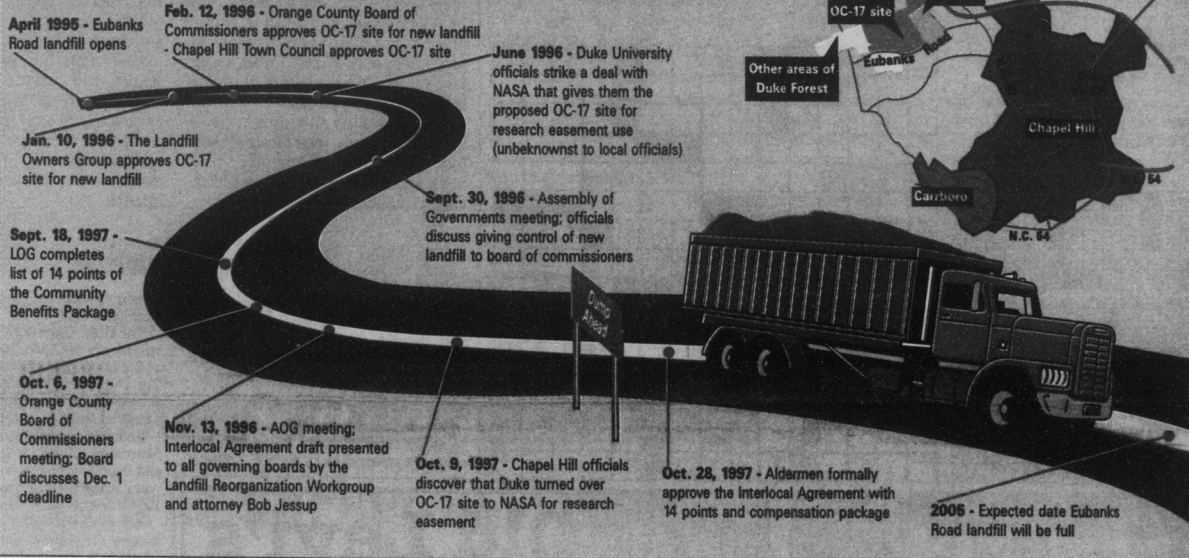 April 1995 - Eubanks
Road landfill opens
Feb. 12, 1996 - Orange County Board of
Commissioners approves OC-17 site for new landfill
- Chapel Hill Town Council approves OC-17 site
June 1996 - Duke University
officials strike a deal with
NASA that gives them the
proposed OC-17 site for
research easement use
(unbeknownst to local officials)
Jan. 10, 1996 - The Landfill
Owners Group approves OC-17
site for new landfill
Sept. 30, 1996 - Assembly of
Governments meeting; officials
discuss giving control of new
landfill to board of commissioners
Sept. 18, 1997 -
LOG completes
list of 14 points of
the Community
Benefits Package
Oct. 6, 1997 -
Orange County
Board of
Commissioners
meeting; Board
discusses Dec. 1
deadline
Nov. 13, 1996 - AOG meeting;
Interlocal Agreement draft presented
to all governing boards by the
Landfill Reorganization Workgroup
and attorney Bob Jessup
Oct. 9, 1997 - Chapel Hill officials
discover that Duke turned over
OC-17 site to NASA for research
easement
Dump
Ahead
Oct. 28, 1997 - Aldermen formally
approve the Interlocal Agreement with
14 points and compensation package
2005 - Expected date Eubanks
Road landfill will be full
OC-17 site
Eubanks Road
Other areas of
Duke Forest
Chapel Hill
Carrboro
54
N.C. 54